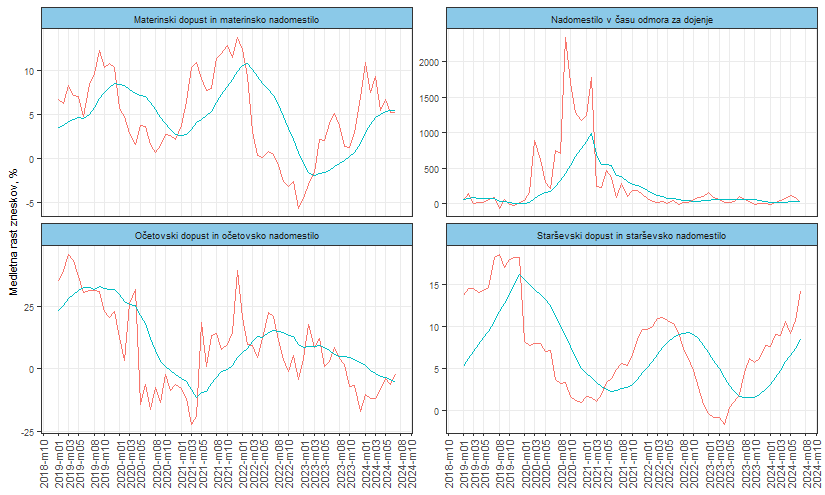 Materinski dopust in materinsko nadomestilo
Nadomestilo v času odmora za dojenje
10
5
0
-5
2000
1500
1000
500
0
Medletna rast zneskov, %
Očetovski dopust in očetovsko nadomestilo
Starševski dopust in starševsko nadomestilo
25
0
-25
15
10
5
0
2018-m10
2019-m01
2019-m03
2019-m05
2019-m08
2019-m10
2020-m01
2020-m03
2020-m05
2020-m08
2020-m10
2021-m01
2021-m03
2021-m05
2021-m08
2021-m10
2022-m01
2022-m03
2022-m05
2022-m08
2022-m10
2023-m01
2023-m03
2023-m05
2023-m08
2023-m10
2024-m01
2024-m03
2024-m05
2024-m08
2024-m10
2018-m10
2019-m01
2019-m03
2019-m05
2019-m08
2019-m10
2020-m01
2020-m03
2020-m05
2020-m08
2020-m10
2021-m01
2021-m03
2021-m05
2021-m08
2021-m10
2022-m01
2022-m03
2022-m05
2022-m08
2022-m10
2023-m01
2023-m03
2023-m05
2023-m08
2023-m10
2024-m01
2024-m03
2024-m05
2024-m08
2024-m10